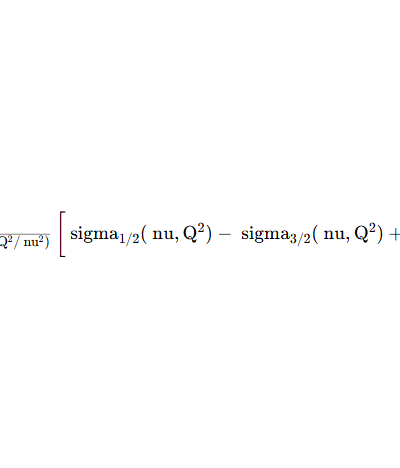 Q²/ nu²) [ sigma₁/₂( nu, Q²) − sigma₃/₂( nu, Q²) +